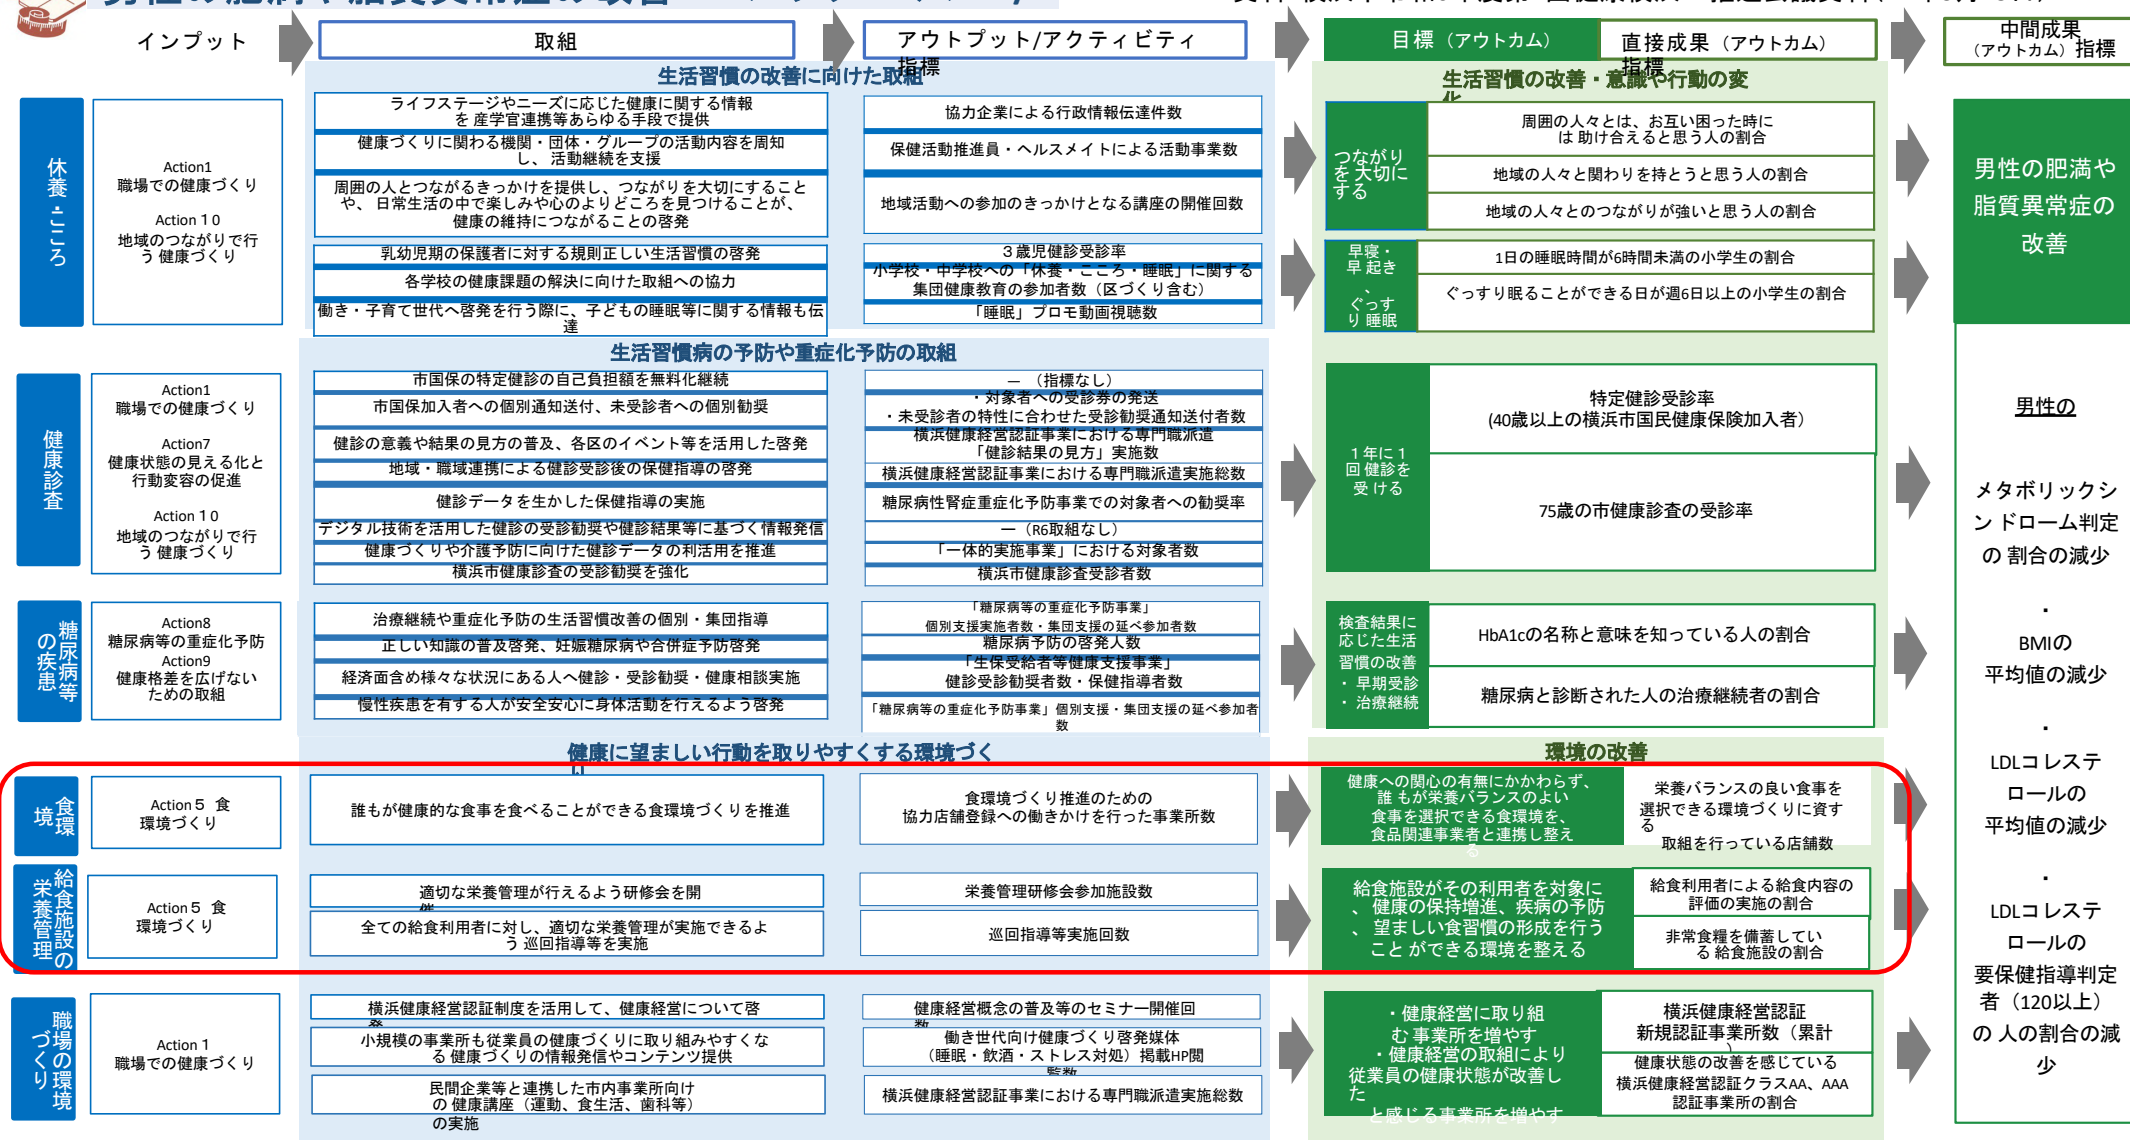 インプット
取組
アウトプット/アクティビティ
指標
目標（アウトカム）
直接成果（アウトカム）
指標
中間成果
（アウトカム）指標
生活習慣の改善に向けた取組
生活習慣の改善・意識や行動の変
化
休養・こころ
Action1
職場での健康づくり
Action１０
地域のつながりで行
う 健康づくり
ライフステージやニーズに応じた健康に関する情報
を 産学官連携等あらゆる手段で提供
協力企業による行政情報伝達件数
健康づくりに関わる機関・団体・グループの活動内容を周知
し、活動継続を支援
保健活動推進員・ヘルスメイトによる活動事業数
周囲の人とつながるきっかけを提供し、つながりを大切にすること
や、 日常生活の中で楽しみや心のよりどころを見つけることが、
健康の維持につながることの啓発
地域活動への参加のきっかけとなる講座の開催回数
つながり
を 大切に
する
周囲の人々とは、お互い困った時に
は 助け合えると思う人の割合
地域の人々と関わりを持とうと思う人の割合
地域の人々とのつながりが強いと思う人の割合
乳幼児期の保護者に対する規則正しい生活習慣の啓発
３歳児健診受診率
各学校の健康課題の解決に向けた取組への協力
小学校・中学校への「休養・こころ・睡眠」に関する
集団健康教育の参加者数（区づくり含む）
働き・子育て世代へ啓発を行う際に、子どもの睡眠等に関する情報も伝
達
「睡眠」プロモ動画視聴数
早寝・
早 起き
、
ぐっす
り 睡眠
1日の睡眠時間が6時間未満の小学生の割合
ぐっすり眠ることができる日が週6日以上の小学生の割合
男性の肥満や
脂質異常症の
改善
生活習慣病の予防や重症化予防の取組
健康診査
Action1
職場での健康づくり
Action7
健康状態の見える化と
行動変容の促進
Action１０
地域のつながりで行
う 健康づくり
市国保の特定健診の自己負担額を無料化継続
― （指標なし）
市国保加入者への個別通知送付、未受診者への個別勧奨
・対象者への受診券の発送
・未受診者の特性に合わせた受診勧奨通知送付者数
健診の意義や結果の見方の普及、各区のイベント等を活用した啓発
横浜健康経営認証事業における専門職派遣
「健診結果の見方」実施数
地域・職域連携による健診受診後の保健指導の啓発
横浜健康経営認証事業における専門職派遣実施総数
健診データを生かした保健指導の実施
糖尿病性腎症重症化予防事業での対象者への勧奨率
デジタル技術を活用した健診の受診勧奨や健診結果等に基づく情報発信
―（R6取組なし）
健康づくりや介護予防に向けた健診データの利活用を推進
「一体的実施事業」における対象者数
横浜市健康診査の受診勧奨を強化
横浜市健康診査受診者数
１年に１
回 健診を
受 ける
特定健診受診率
(40歳以上の横浜市国民健康保険加入者）
75歳の市健康診査の受診率
糖尿病等
の疾患
Action8
糖尿病等の重症化予防
Action9
健康格差を広げない
ための取組
治療継続や重症化予防の生活習慣改善の個別・集団指導
「糖尿病等の重症化予防事業」
個別支援実施者数・集団支援の延べ参加者数
正しい知識の普及啓発、妊娠糖尿病や合併症予防啓発
糖尿病予防の啓発人数
経済面含め様々な状況にある人へ健診・受診勧奨・健康相談実施
「生保受給者等健康支援事業」
健診受診勧奨者数・保健指導者数
慢性疾患を有する人が安全安心に身体活動を行えるよう啓発
「糖尿病等の重症化予防事業」個別支援・集団支援の延べ参加者
数
検査結果に
応じた生活
習慣の改善
・早期受診
・治療継続
HbA1cの名称と意味を知っている人の割合
糖尿病と診断された人の治療継続者の割合
健康に望ましい行動を取りやすくする環境づく
り
環境の改善
食環
境
Action５ 食
環境づくり
誰もが健康的な食事を食べることができる食環境づくりを推進
食環境づくり推進のための
協力店舗登録への働きかけを行った事業所数
健康への関心の有無にかかわらず、
誰 もが栄養バランスのよい
食事を選択できる食環境を、
食品関連事業者と連携し整え
る
栄養バランスの良い食事を
選択できる環境づくりに資す
る
取組を行っている店舗数
給食施設の
栄養管理
Action５ 食
環境づくり
適切な栄養管理が行えるよう研修会を開
催
栄養管理研修会参加施設数
全ての給食利用者に対し、適切な栄養管理が実施できるよ
う 巡回指導等を実施
巡回指導等実施回数
給食施設がその利用者を対象に
、健康の保持増進、疾病の予防
、望ましい食習慣の形成を行う
こと ができる環境を整える
給食利用者による給食内容の
評価の実施の割合
非常食糧を備蓄してい
る 給食施設の割合
職場の環境
づくり
Action１
職場での健康づくり
横浜健康経営認証制度を活用して、健康経営について啓
発
健康経営概念の普及等のセミナー開催回
数
小規模の事業所も従業員の健康づくりに取り組みやすくな
る 健康づくりの情報発信やコンテンツ提供
働き世代向け健康づくり啓発媒体
（睡眠・飲酒・ストレス対処）掲載HP閲
覧数
民間企業等と連携した市内事業所向け
の 健康講座（運動、食生活、歯科等）
の実施
横浜健康経営認証事業における専門職派遣実施総数
・健康経営に取り組
む 事業所を増やす
・健康経営の取組により
従業員の健康状態が改善し
た
と感じる事業所を増やす
横浜健康経営認証
新規認証事業所数（累計
）
健康状態の改善を感じている
横浜健康経営認証クラスAA、AAA
認証事業所の割合
男性の
メタボリックシ
ン ドローム判定
の 割合の減少
・
BMIの
平均値の減少
・
LDLコレステ
ロールの
平均値の減少
・
LDLコレステ
ロールの
要保健指導判定
者（120以上）
の 人の割合の減
少